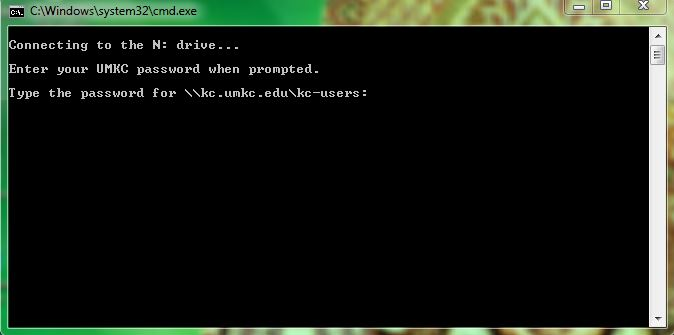 C:\Windows\system32\cmd.exe
Connecting to the N: drive...
Enter your UMKC password when prompted.
Type the password for \\kc.umkc.edu\kc-users: